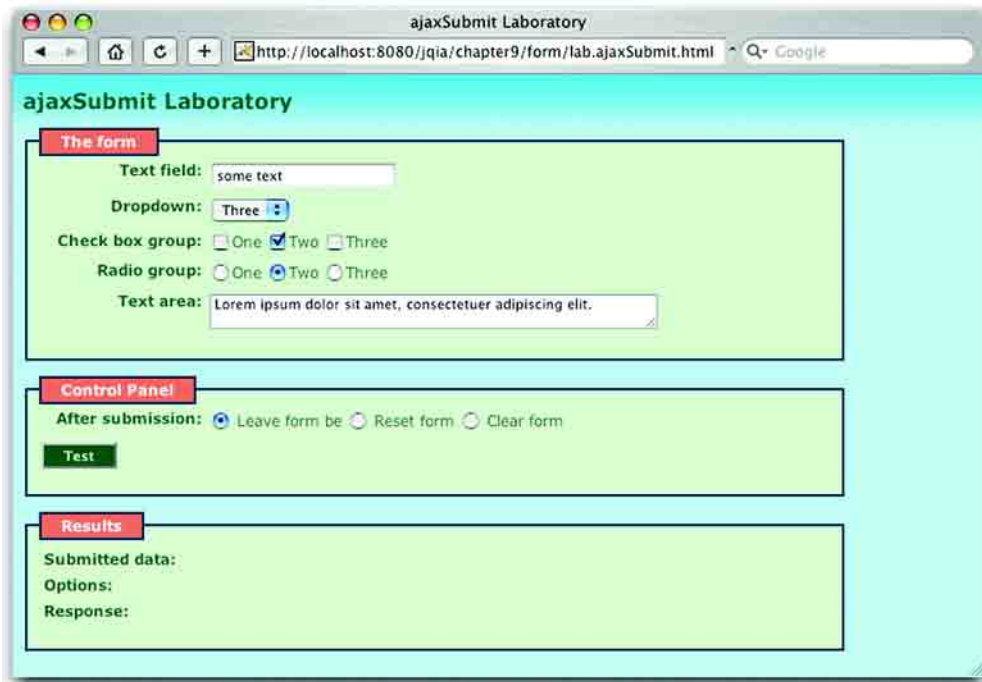 ajaxSubmit Laboratory
http://localhost:8080/jqia/chapter9/form/lab.ajaxSubmit.html
Google
ajaxSubmit Laboratory
The form
Text field: some text
Dropdown: Three
Check box group: One Two Three
Radio group: One Two Three
Text area: Lorem ipsum dolor sit amet, consectetuer adipiscing elit.
Control Panel
After submission: Leave form be Reset form Clear form
Test
Results
Submitted data:
Options:
Response: